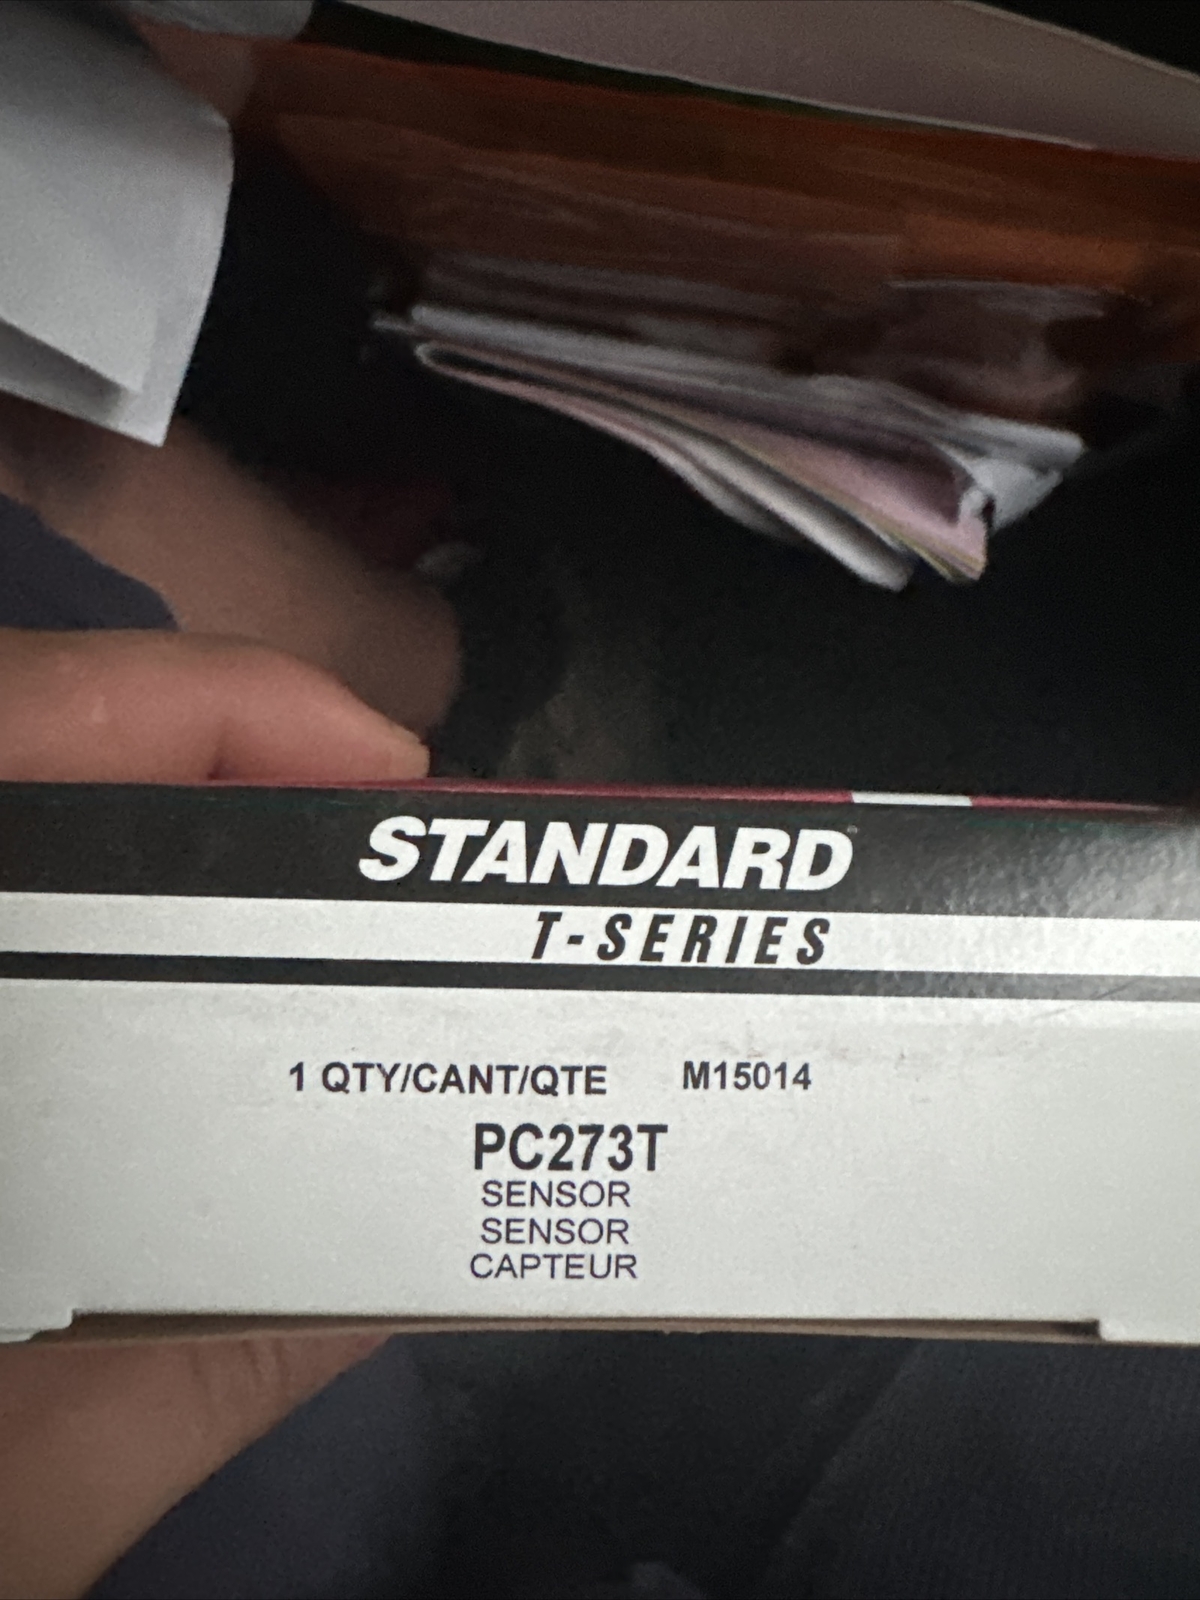 STANDARD
T-SERIES
1 QTY/CANT/QTE M15014
PC273T
SENSOR
SENSOR
CAPTEUR